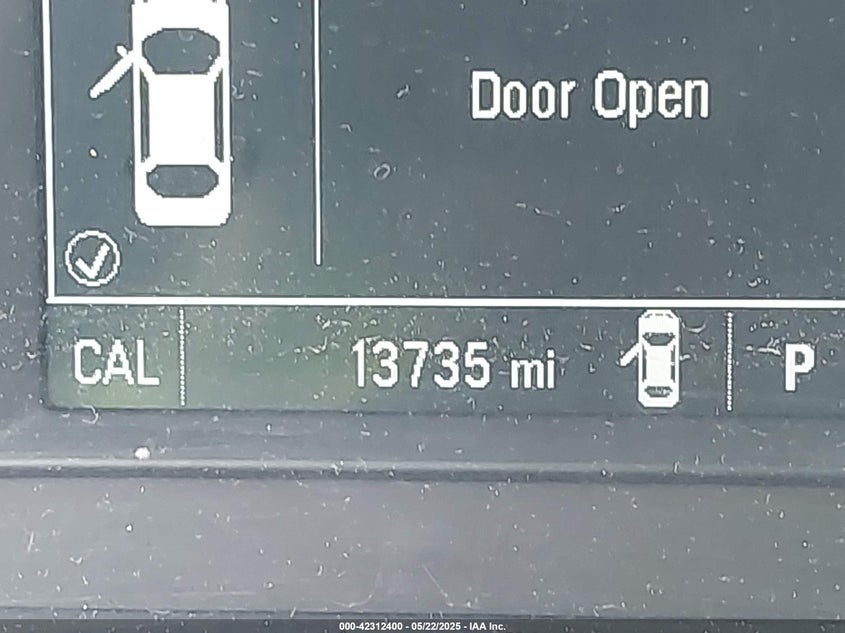 Door Open
CAL 13735 mi P
000-42312400 - 05/22/2025 - IAA Inc.